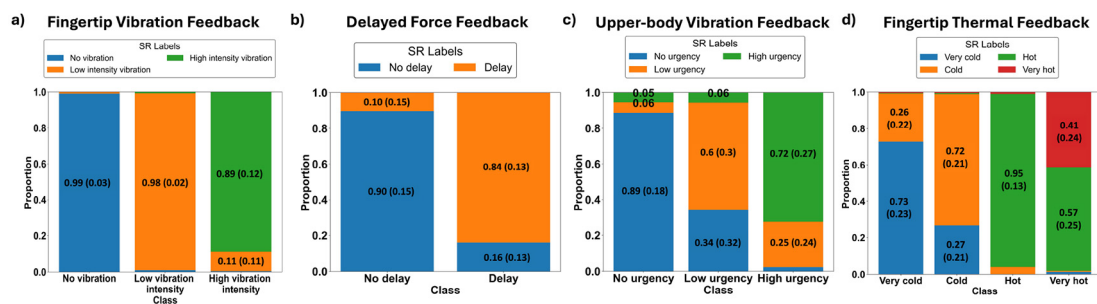 a) Fingertip Vibration Feedback
SR Labels
No vibration
High intensity vibration
Low intensity vibration
Proportion
1.0
0.8
0.6
0.4
0.2
0.0
0.99 (0.03)
0.98 (0.02)
0.89 (0.12)
0.11 (0.11)
No vibration
Low vibration
intensity
High vibration
intensity
Class
b) Delayed Force Feedback
SR Labels
No delay
Delay
Proportion
1.0
0.8
0.6
0.4
0.2
0.0
0.10 (0.15)
0.90 (0.15)
0.84 (0.13)
0.16 (0.13)
No delay
Delay
Class
c) Upper-body Vibration Feedback
SR Labels
No urgency
High urgency
Low urgency
Proportion
1.0
0.8
0.6
0.4
0.2
0.0
0.05
0.06
0.89 (0.18)
0.06
0.6 (0.3)
0.34 (0.32)
0.72 (0.27)
0.25 (0.24)
No urgency
Low urgency
High urgency
Class
d) Fingertip Thermal Feedback
SR Labels
Very cold
Hot
Cold
Very hot
Proportion
1.0
0.8
0.6
0.4
0.2
0.0
0.26
(0.22)
0.73
(0.23)
0.72
(0.21)
0.27
(0.21)
0.95
(0.13)
0.41
(0.24)
0.57
(0.25)
Very cold
Cold
Hot
Very hot
Class